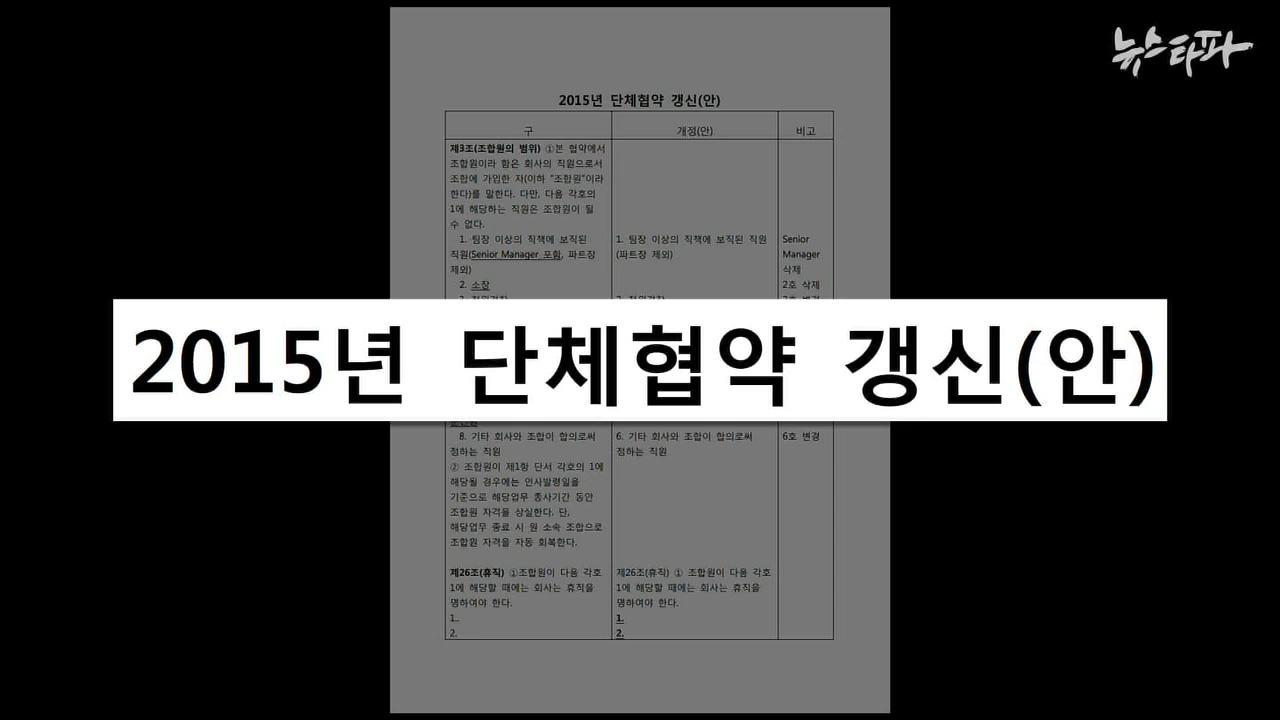 뉴스타파
2015년 단체협약 갱신(안)
구
개정(안)
비고
제3조(조합원의 범위) ①본 협약에서
조합원이라 함은 회사의 직원으로서
조합에 가입한 자(이하 "조합원"이라
한다)를 말한다. 다만, 다음 각호의
1에 해당하는 직원은 조합원이 될
수 없다.
1. 팀장 이상의 직책에 보직된
직원(Senior Manager 포함, 파트장
제외)
2. 소장
1. 팀장 이상의 직책에 보직된 직원
(파트장 제외)
Senior
Manager
삭제
2호 삭제
2015년 단체협약 갱신(안)
8. 기타 회사와 조합이 합의로써
정하는 직원
② 조합원이 제1항 단서 각호의 1에
해당될 경우에는 인사발령일을
기준으로 해당업무 종사기간 동안
조합원 자격을 상실한다. 단,
해당업무 종료 시 원 소속 조합으로
조합원 자격을 자동 회복한다.
6. 기타 회사와 조합이 합의로써
정하는 직원
6호 변경
제26조(휴직) ①조합원이 다음 각호
1에 해당할 때에는 회사는 휴직을
명하여야 한다.
1..
2.
제26조(휴직) ① 조합원이 다음 각호
1에 해당할 때에는 회사는 휴직을
명하여야 한다.
1.
2.